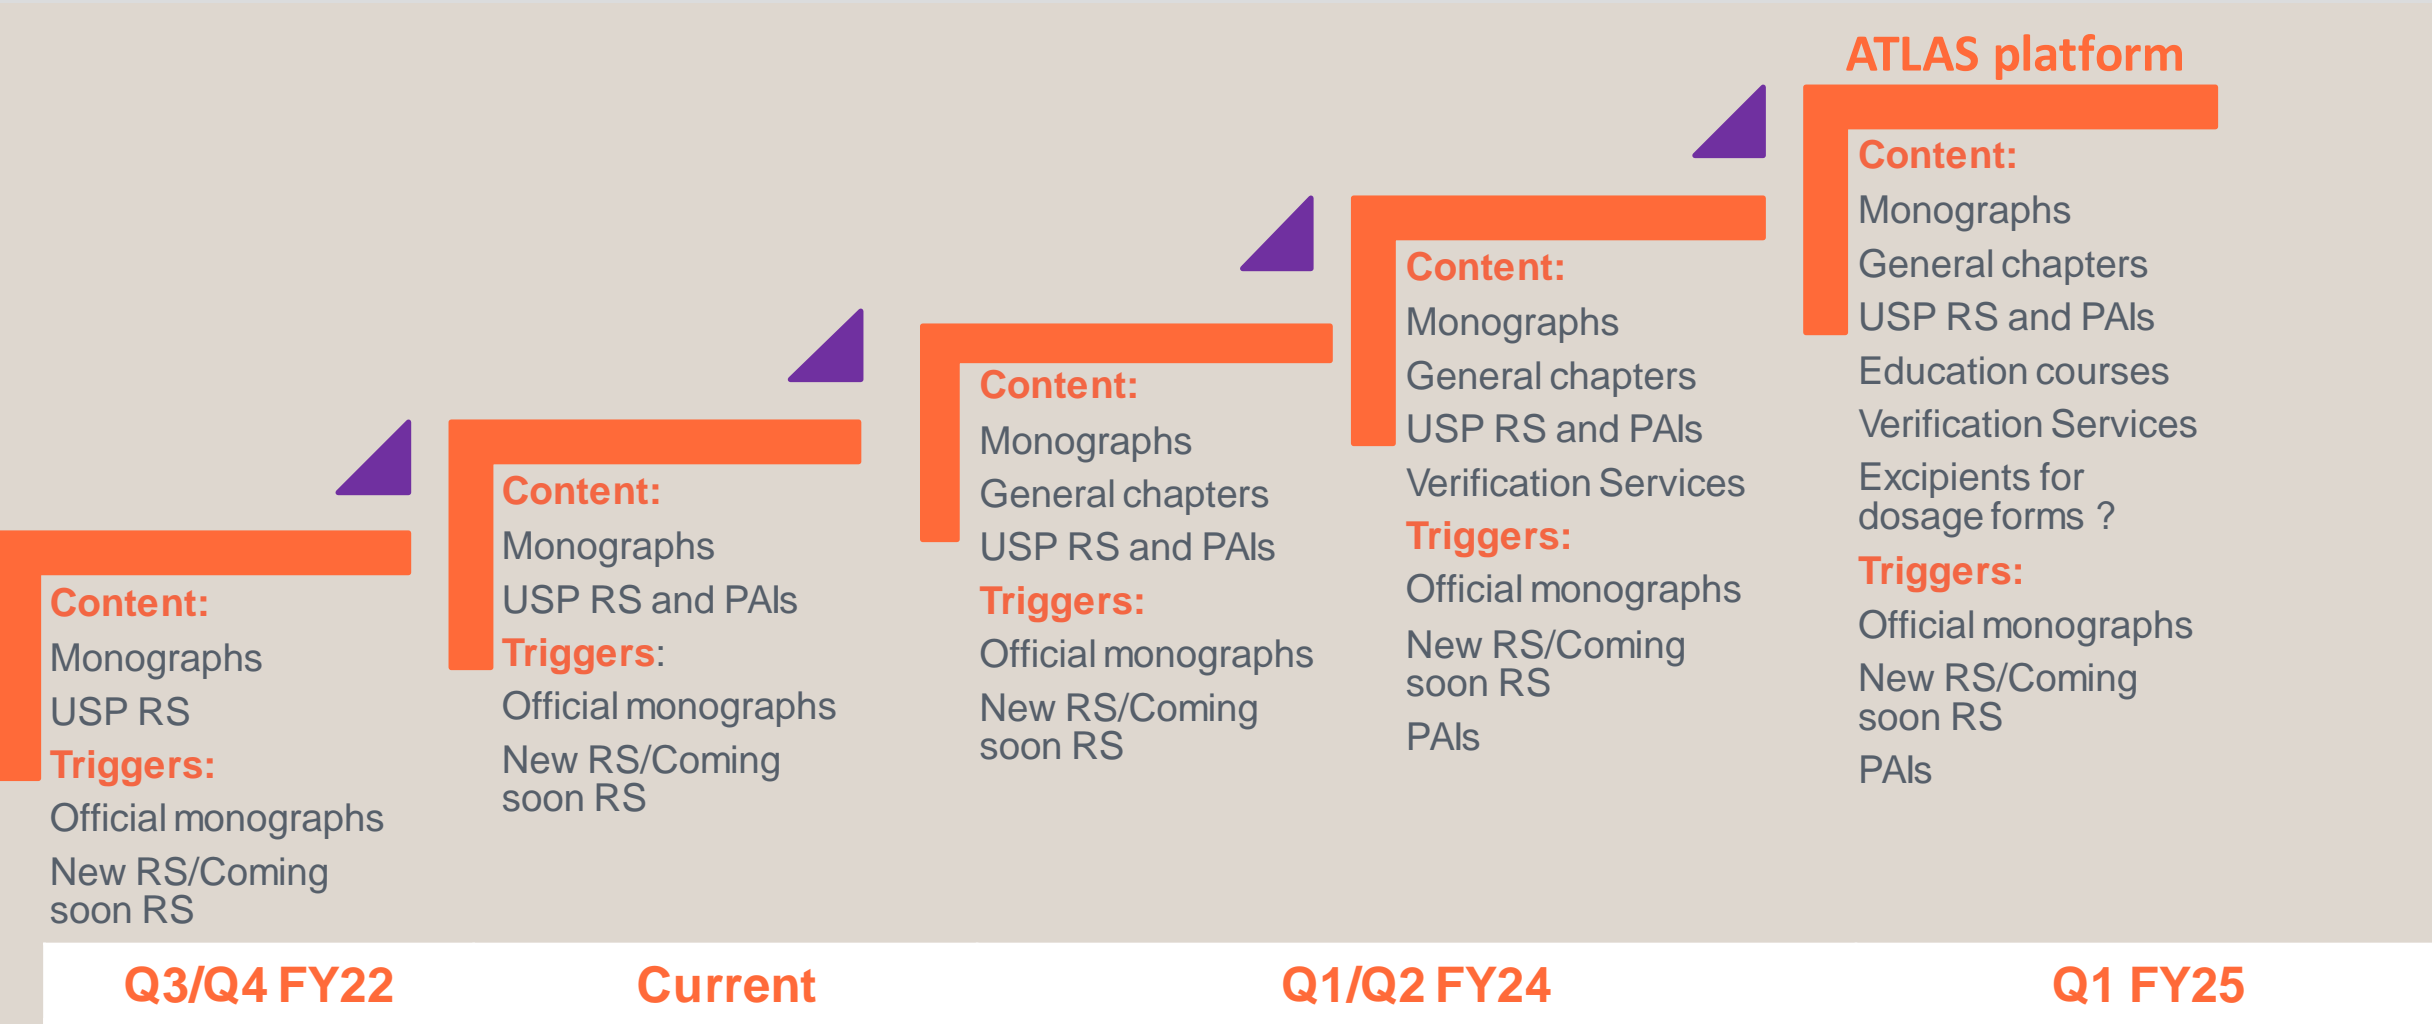 Content:
Monographs
USP RS
Triggers:
Official monographs
New RS/Coming
soon RS
Content:
Monographs
USP RS and PAIs
Triggers:
Official monographs
New RS/Coming
soon RS
Content:
Monographs
General chapters
USP RS and PAIs
Triggers:
Official monographs
New RS/Coming
soon RS
Content:
Monographs
General chapters
USP RS and PAIs
Verification Services
Triggers:
Official monographs
New RS/Coming
soon RS
PAIs
ATLAS platform
Content:
Monographs
General chapters
USP RS and PAIs
Education courses
Verification Services
Excipients for
dosage forms ?
Triggers:
Official monographs
New RS/Coming
soon RS
PAIs
Q3/Q4 FY22
Current
Q1/Q2 FY24
Q1 FY25